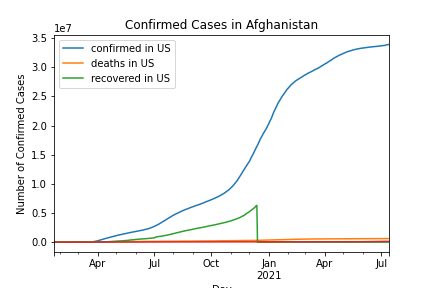 Confirmed Cases in Afghanistan
1e7
3.5
3.0
2.5
2.0
1.5
1.0
0.5
0.0
Number of Confirmed Cases
confirmed in US
deaths in US
recovered in US
Apr Jul Oct Jan Apr Jul
2021